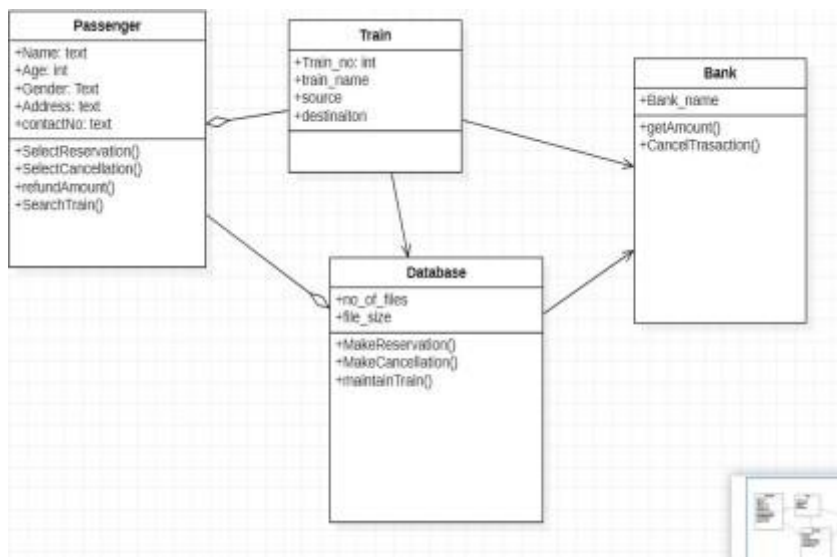 Passenger
+Name: text
+Age: int
+Gender: Text
+Address: text
+contactNo: text
+SelectReservation()
+SelectCancellation()
+refundAmount()
+SearchTrain()
Train
+Train_no: int
+train_name
+source
+destinaiton
Bank
+Bank_name
+getAmount()
+CancelTrasaction()
Database
+no_of_files
+file_size
+MakeReservation()
+MakeCancellation()
+maintainTrain()